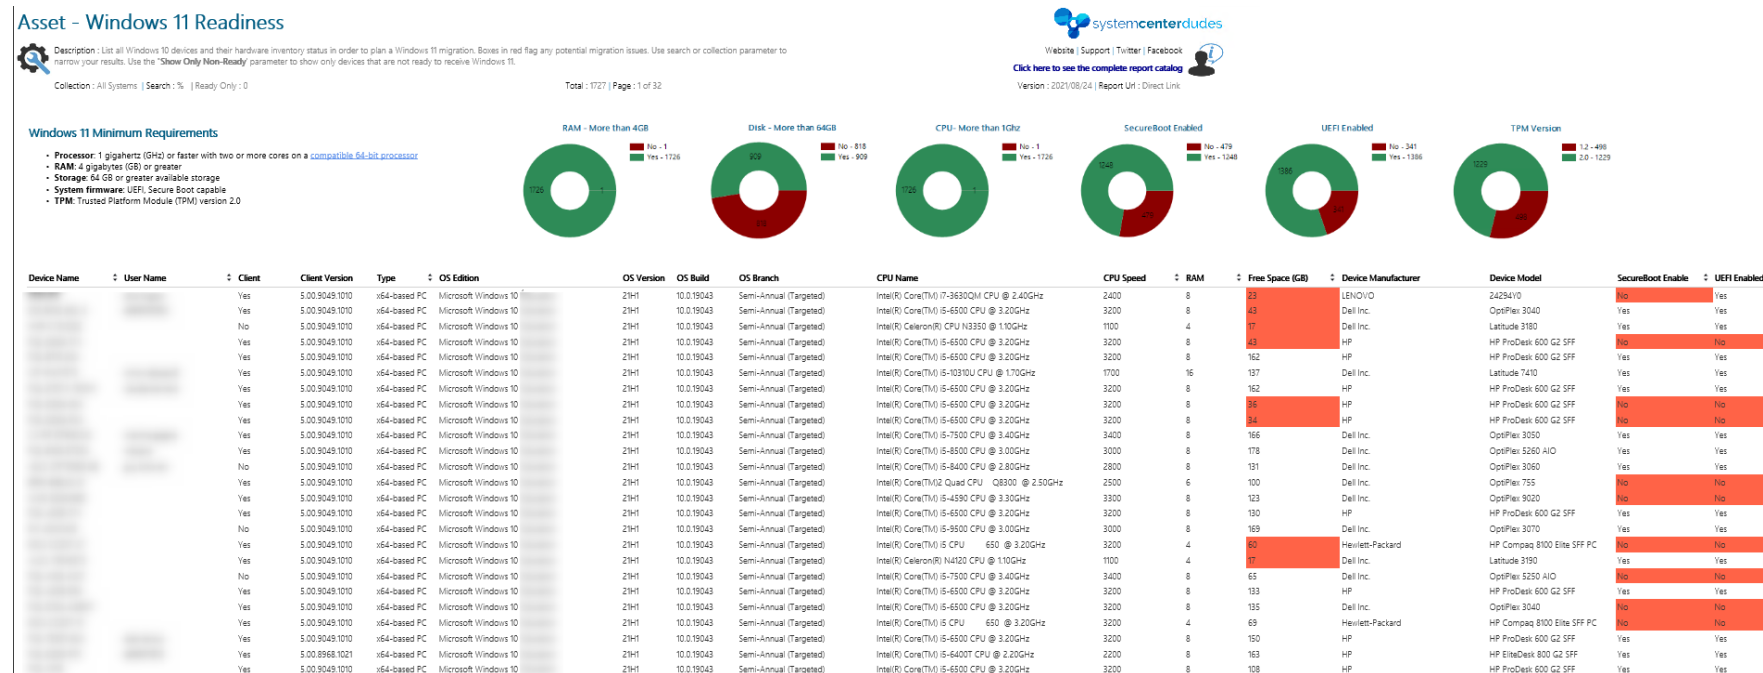 Asset - Windows 11 Readiness
systemcenterdudes
Description : List all Windows 10 devices and their hardware inventory status in order to plan a Windows 11 migration. Boxes in red flag any potential migration issues. Use search or collection parameter to
narrow your results. Use the "Show Only Non-Ready' parameter to show only devices that are not ready to receive Windows 11.
Website | Support | Twitter | Facebook
Click here to see the complete report catalog
Collection : All Systems | Search : % | Ready Only : 0
Total : 1727 | Page : 1 of 32
Version : 2021/08/24 | Report Url : Direct Link
Windows 11 Minimum Requirements
• Processor: 1 gigahertz (GHz) or faster with two or more cores on a compatible 64-bit processor
• RAM: 4 gigabytes (GB) or greater
• Storage: 64 GB or greater available storage
• System firmware: UEFI, Secure Boot capable
• TPM: Trusted Platform Module (TPM) version 2.0
RAM - More than 4GB
No - 1
Yes - 1726
1726
1
Disk - More than 64GB
No - 818
Yes - 909
909
818
CPU- More than 1Ghz
No - 1
Yes - 1726
1726
1
SecureBoot Enabled
No - 479
Yes - 1248
1248
479
UEFI Enabled
No - 341
Yes - 1386
1386
341
TPM Version
1.2 - 498
2.0 - 1229
1229
498
Device Name User Name Client Client Version Type OS Edition OS Version OS Build OS Branch CPU Name CPU Speed RAM Free Space (GB) Device Manufacturer Device Model SecureBoot Enable UEFI Enabled
Yes 5.00.9049.1010 x64-based PC Microsoft Windows 10 21H1 10.0.19043 Semi-Annual (Targeted) Intel(R) Core(TM) i7-3630QM CPU @ 2.40GHz 2400 8 23 LENOVO 24294Y0 No Yes
Yes 5.00.9049.1010 x64-based PC Microsoft Windows 10 21H1 10.0.19043 Semi-Annual (Targeted) Intel(R) Core(TM) i5-6500 CPU @ 3.20GHz 3200 8 43 Dell Inc. OptiPlex 3040 Yes Yes
No 5.00.9049.1010 x64-based PC Microsoft Windows 10 21H1 10.0.19043 Semi-Annual (Targeted) Intel(R) Celeron(R) CPU N3350 @ 1.10GHz 1100 4 17 Dell Inc. Latitude 3180 Yes Yes
Yes 5.00.9049.1010 x64-based PC Microsoft Windows 10 21H1 10.0.19043 Semi-Annual (Targeted) Intel(R) Core(TM) i5-6500 CPU @ 3.20GHz 3200 8 43 HP HP ProDesk 600 G2 SFF No No
Yes 5.00.9049.1010 x64-based PC Microsoft Windows 10 21H1 10.0.19043 Semi-Annual (Targeted) Intel(R) Core(TM) i5-6500 CPU @ 3.20GHz 3200 8 162 HP HP ProDesk 600 G2 SFF Yes Yes
Yes 5.00.9049.1010 x64-based PC Microsoft Windows 10 21H1 10.0.19043 Semi-Annual (Targeted) Intel(R) Core(TM) i5-10310U CPU @ 1.70GHz 1700 16 137 Dell Inc. Latitude 7410 Yes Yes
Yes 5.00.9049.1010 x64-based PC Microsoft Windows 10 21H1 10.0.19043 Semi-Annual (Targeted) Intel(R) Core(TM) i5-6500 CPU @ 3.20GHz 3200 8 162 HP HP ProDesk 600 G2 SFF Yes Yes
Yes 5.00.9049.1010 x64-based PC Microsoft Windows 10 21H1 10.0.19043 Semi-Annual (Targeted) Intel(R) Core(TM) i5-6500 CPU @ 3.20GHz 3200 8 36 HP HP ProDesk 600 G2 SFF No No
Yes 5.00.9049.1010 x64-based PC Microsoft Windows 10 21H1 10.0.19043 Semi-Annual (Targeted) Intel(R) Core(TM) i5-6500 CPU @ 3.20GHz 3200 8 34 HP HP ProDesk 600 G2 SFF No No
Yes 5.00.9049.1010 x64-based PC Microsoft Windows 10 21H1 10.0.19043 Semi-Annual (Targeted) Intel(R) Core(TM) i5-7500 CPU @ 3.40GHz 3400 8 166 Dell Inc. OptiPlex 3050 Yes Yes
Yes 5.00.9049.1010 x64-based PC Microsoft Windows 10 21H1 10.0.19043 Semi-Annual (Targeted) Intel(R) Core(TM) i5-8500 CPU @ 3.00GHz 3000 8 178 Dell Inc. OptiPlex 5260 AIO Yes Yes
No 5.00.9049.1010 x64-based PC Microsoft Windows 10 21H1 10.0.19043 Semi-Annual (Targeted) Intel(R) Core(TM) i5-8400 CPU @ 2.80GHz 2800 8 131 Dell Inc. OptiPlex 3060 Yes Yes
Yes 5.00.9049.1010 x64-based PC Microsoft Windows 10 21H1 10.0.19043 Semi-Annual (Targeted) Intel(R) Core(TM)2 Quad CPU Q8300 @ 2.50GHz 2500 6 100 Dell Inc. OptiPlex 755 No No
Yes 5.00.9049.1010 x64-based PC Microsoft Windows 10 21H1 10.0.19043 Semi-Annual (Targeted) Intel(R) Core(TM) i5-4590 CPU @ 3.30GHz 3300 8 123 Dell Inc. OptiPlex 9020 No No
Yes 5.00.9049.1010 x64-based PC Microsoft Windows 10 21H1 10.0.19043 Semi-Annual (Targeted) Intel(R) Core(TM) i5-6500 CPU @ 3.20GHz 3200 8 130 HP HP ProDesk 600 G2 SFF Yes Yes
No 5.00.9049.1010 x64-based PC Microsoft Windows 10 21H1 10.0.19043 Semi-Annual (Targeted) Intel(R) Core(TM) i5-9500 CPU @ 3.00GHz 3000 8 169 Dell Inc. OptiPlex 3070 Yes Yes
Yes 5.00.9049.1010 x64-based PC Microsoft Windows 10 21H1 10.0.19043 Semi-Annual (Targeted) Intel(R) Core(TM) i5 CPU 650 @ 3.20GHz 3200 4 60 Hewlett-Packard HP Compaq 8100 Elite SFF PC No No
Yes 5.00.9049.1010 x64-based PC Microsoft Windows 10 21H1 10.0.19043 Semi-Annual (Targeted) Intel(R) Celeron(R) N4120 CPU @ 1.10GHz 1100 4 17 Dell Inc. Latitude 3190 Yes Yes
No 5.00.9049.1010 x64-based PC Microsoft Windows 10 21H1 10.0.19043 Semi-Annual (Targeted) Intel(R) Core(TM) i5-7500 CPU @ 3.40GHz 3400 8 65 Dell Inc. OptiPlex 5250 AIO No No
Yes 5.00.9049.1010 x64-based PC Microsoft Windows 10 21H1 10.0.19043 Semi-Annual (Targeted) Intel(R) Core(TM) i5-6500 CPU @ 3.20GHz 3200 8 133 HP HP ProDesk 600 G2 SFF Yes Yes
Yes 5.00.9049.1010 x64-based PC Microsoft Windows 10 21H1 10.0.19043 Semi-Annual (Targeted) Intel(R) Core(TM) i5-6500 CPU @ 3.20GHz 3200 8 135 Dell Inc. OptiPlex 3040 No No
Yes 5.00.9049.1010 x64-based PC Microsoft Windows 10 21H1 10.0.19043 Semi-Annual (Targeted) Intel(R) Core(TM) i5 CPU 650 @ 3.20GHz 3200 4 69 Hewlett-Packard HP Compaq 8100 Elite SFF PC No No
Yes 5.00.9049.1010 x64-based PC Microsoft Windows 10 21H1 10.0.19043 Semi-Annual (Targeted) Intel(R) Core(TM) i5-6500 CPU @ 3.20GHz 3200 8 150 HP HP ProDesk 600 G2 SFF Yes Yes
Yes 5.00.8968.1021 x64-based PC Microsoft Windows 10 21H1 10.0.19043 Semi-Annual (Targeted) Intel(R) Core(TM) i5-6400T CPU @ 2.20GHz 2200 8 163 HP HP EliteDesk 800 G2 SFF Yes Yes
Yes 5.00.9049.1010 x64-based PC Microsoft Windows 10 21H1 10.0.19043 Semi-Annual (Targeted) Intel(R) Core(TM) i5-6500 CPU @ 3.20GHz 3200 8 108 HP HP ProDesk 600 G2 SFF Yes Yes